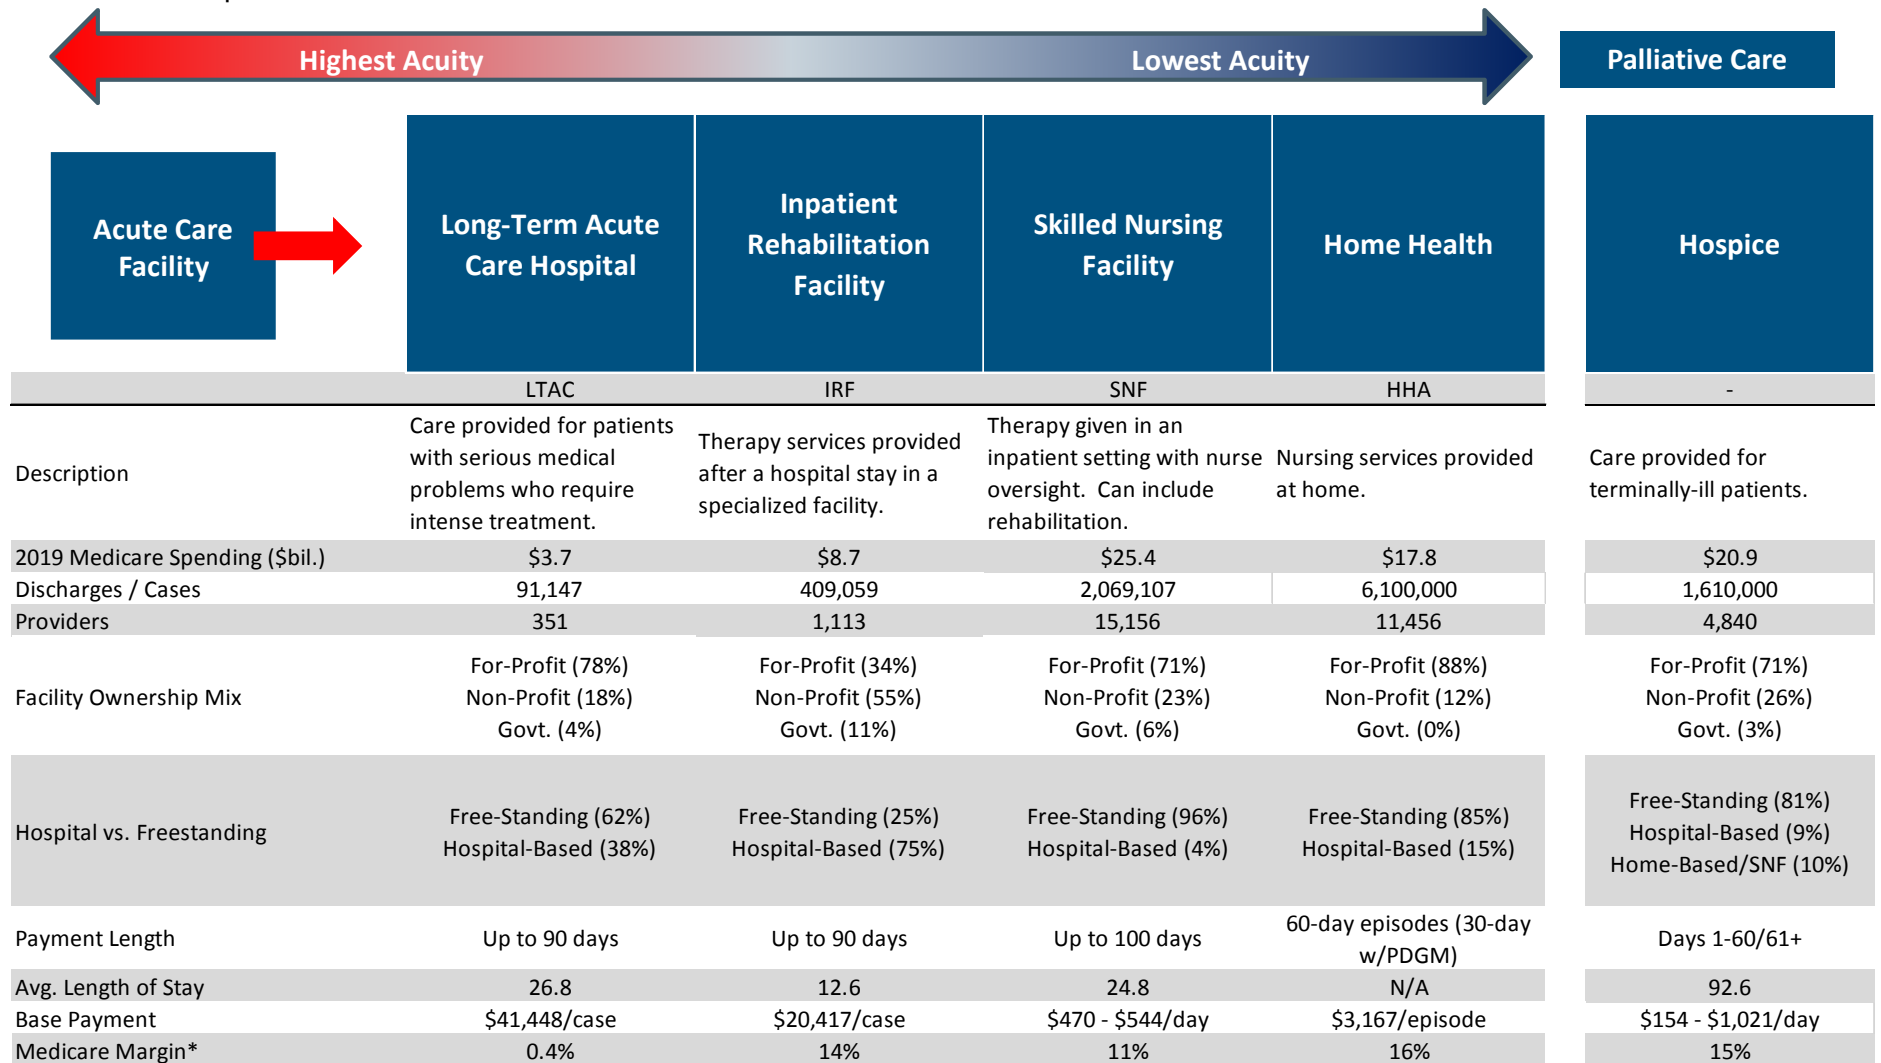 Highest Acuity
Lowest Acuity
Palliative Care
Acute Care
Facility
Long-Term Acute
Care Hospital
Inpatient
Rehabilitation
Facility
Skilled Nursing
Facility
Home Health
Hospice
LTAC IRF SNF HHA -
Description
Care provided for patients
with serious medical
problems who require
intense treatment.
Therapy services provided
after a hospital stay in a
specialized facility.
Therapy given in an
inpatient setting with nurse
oversight.  Can include
rehabilitation.
Nursing services provided
at home.
Care provided for
terminally-ill patients.
2019 Medicare Spending ($bil.) $3.7 $8.7 $25.4 $17.8 $20.9
Discharges / Cases 91,147 409,059 2,069,107 6,100,000 1,610,000
Providers 351 1,113 15,156 11,456 4,840
Facility Ownership Mix
For-Profit (78%)
Non-Profit (18%)
Govt. (4%)
For-Profit (34%)
Non-Profit (55%)
Govt. (11%)
For-Profit (71%)
Non-Profit (23%)
Govt. (6%)
For-Profit (88%)
Non-Profit (12%)
Govt. (0%)
For-Profit (71%)
Non-Profit (26%)
Govt. (3%)
Hospital vs. Freestanding
Free-Standing (62%)
Hospital-Based (38%)
Free-Standing (25%)
Hospital-Based (75%)
Free-Standing (96%)
Hospital-Based (4%)
Free-Standing (85%)
Hospital-Based (15%)
Free-Standing (81%)
Hospital-Based (9%)
Home-Based/SNF (10%)
Payment Length
Up to 90 days
Up to 90 days
Up to 100 days
60-day episodes (30-day
w/PDGM)
Days 1-60/61+
Avg. Length of Stay 26.8 12.6 24.8 N/A 92.6
Base Payment $41,448/case $20,417/case $470 - $544/day $3,167/episode $154 - $1,021/day
Medicare Margin* 0.4% 14% 11% 16% 15%